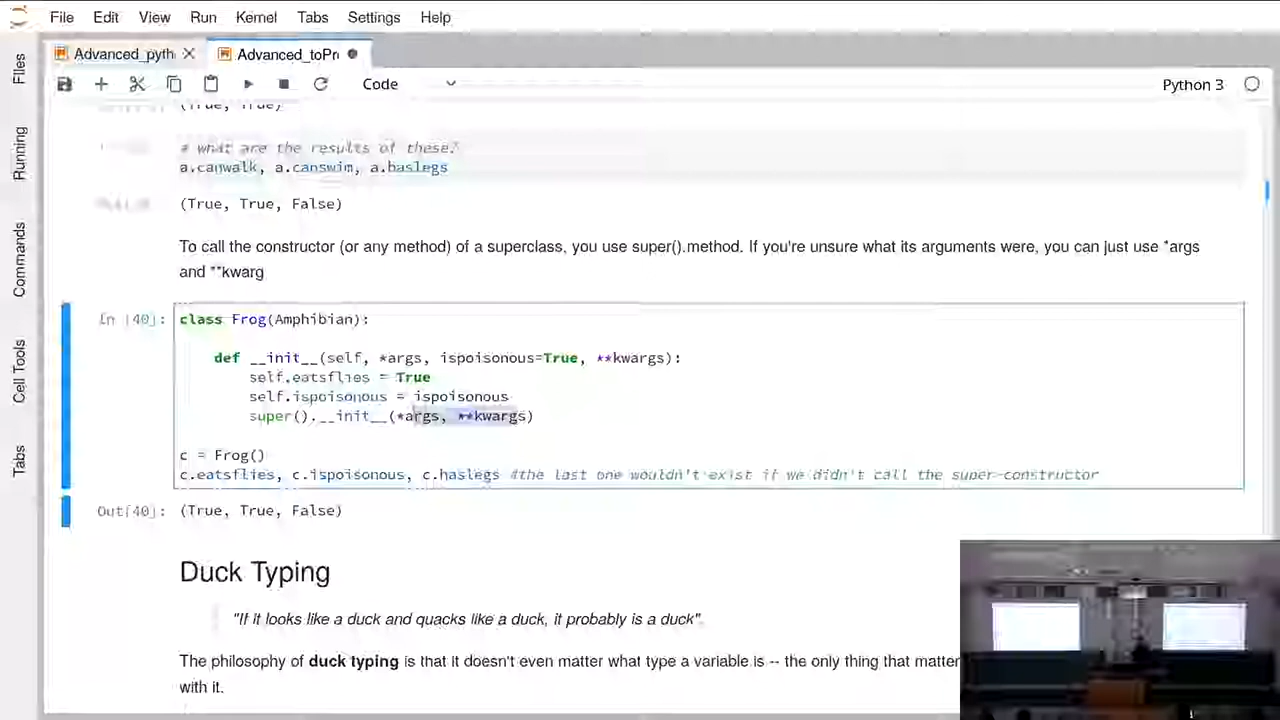 File Edit View Run Kernel Tabs Settings Help
Advanced_pyth
Advanced_toPr
Code
Python 3
Files
Running
Commands
Cell Tools
Tabs
(True, True)
# what are the results of these?
a.canwalk, a.canswim, a.haslegs
(True, True, False)
To call the constructor (or any method) of a superclass, you use super().method. If you're unsure what its arguments were, you can just use *args
and **kwarg
In [40]:
class Frog(Amphibian):
def __init__(self, *args, ispoisonous=True, **kwargs):
self.eatsflies = True
self.ispoisonous = ispoisonous
super().__init__(*args, **kwargs)
c = Frog()
c.eatsflies, c.ispoisonous, c.haslegs #the last one wouldn't exist if we didn't call the super-constructor
Out[40]: (True, True, False)
Duck Typing
"If it looks like a duck and quacks like a duck, it probably is a duck".
The philosophy of duck typing is that it doesn't even matter what type a variable is -- the only thing that matter
with it.